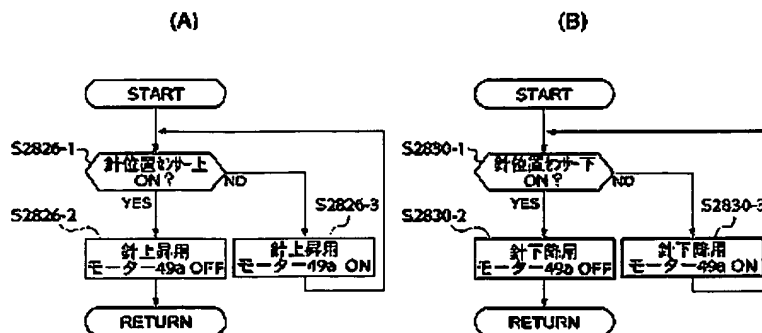 (A)
START
S2826-1
針位置センサー上
ON?
NO
YES
S2826-2
S2826-3
針上昇用
モーター49a OFF
針上昇用
モーター49a ON
RETURN
(B)
START
S2830-1
針位置センサー下
ON?
NO
YES
S2830-2
S2830-3
針下降用
モーター49a OFF
針下降用
モーター49a ON
RETURN